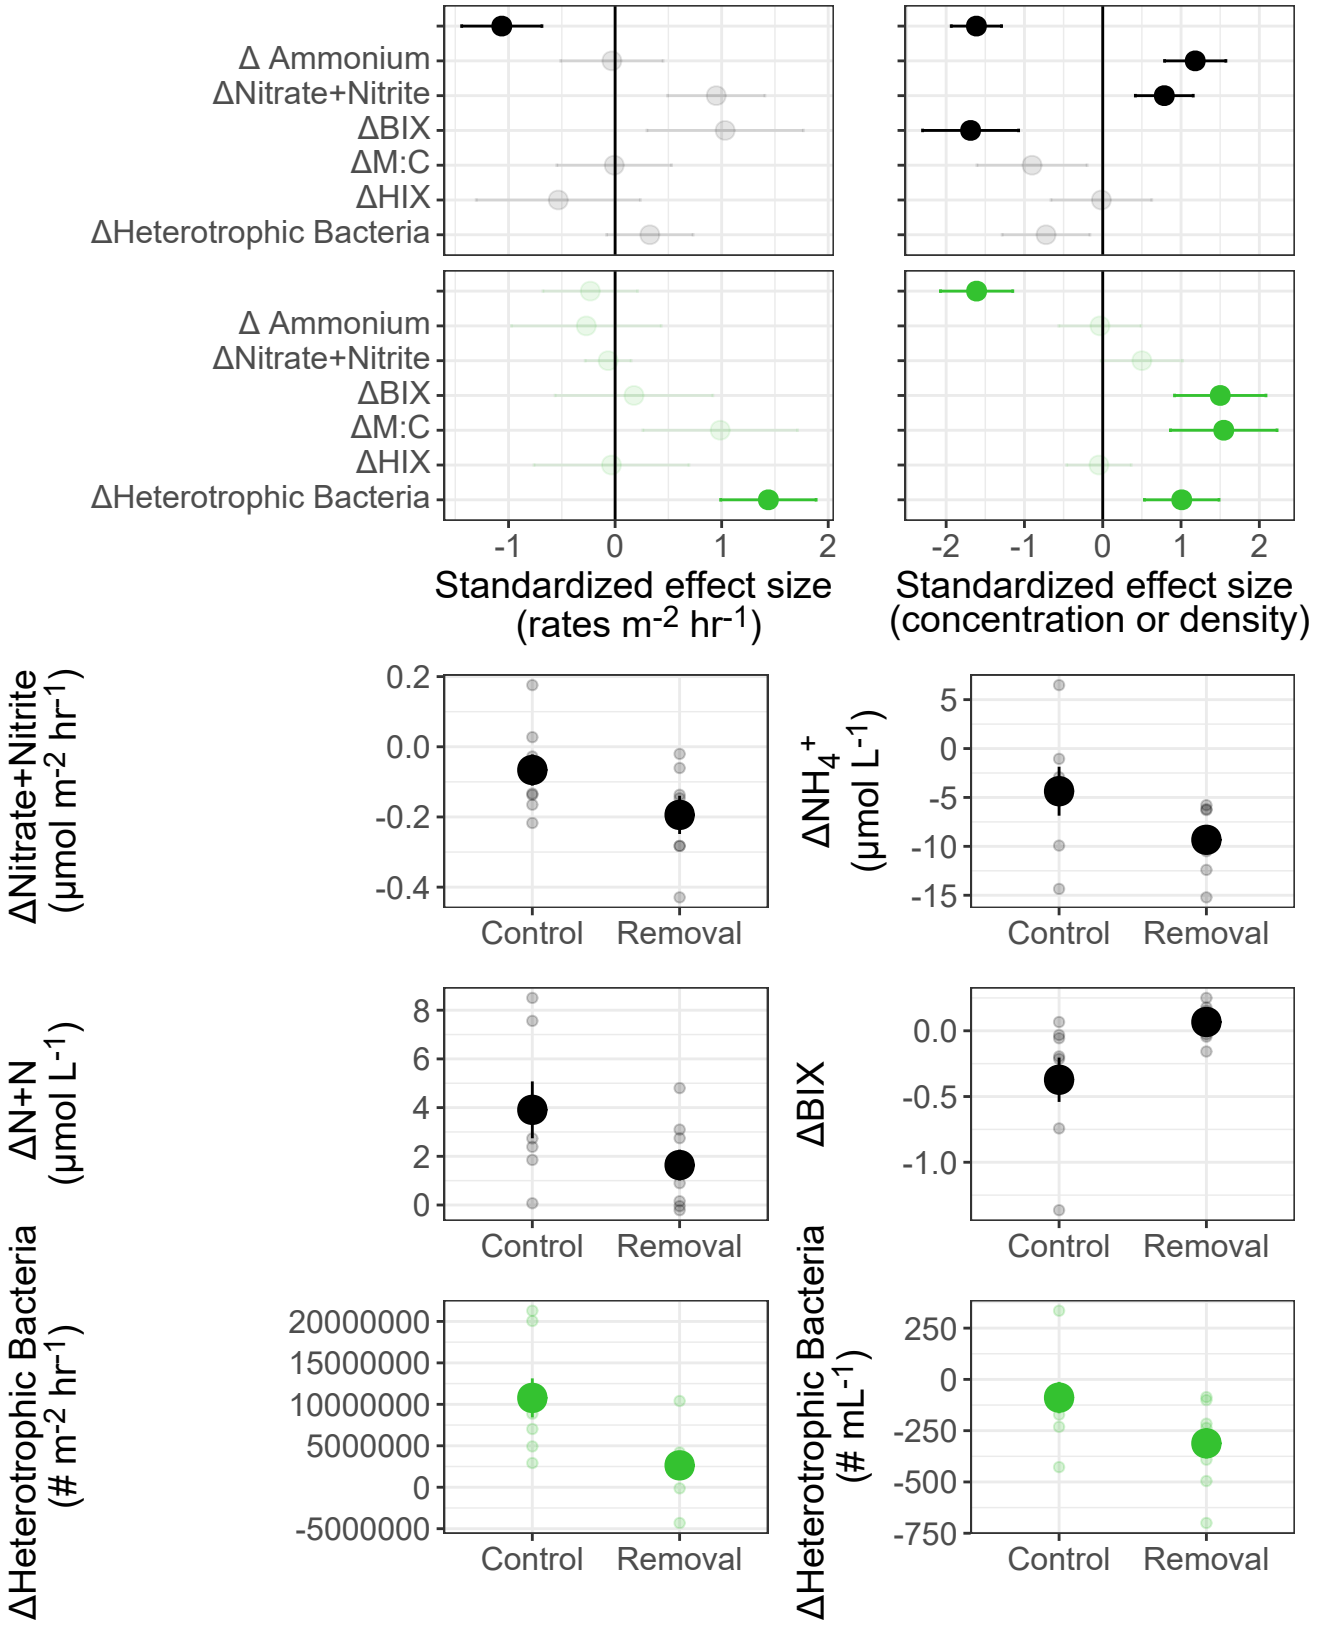 Δ Ammonium
ΔNitrate+Nitrite
ΔBIX
ΔM:C
ΔHIX
ΔHeterotrophic Bacteria
Δ Ammonium
ΔNitrate+Nitrite
ΔBIX
ΔM:C
ΔHIX
ΔHeterotrophic Bacteria
-1 0 1 2
-2 -1 0 1 2
Standardized effect size
(rates m⁻² hr⁻¹)
Standardized effect size
(concentration or density)
ΔNitrate+Nitrite
(μmol m⁻² hr⁻¹)
0.2
0.0
-0.2
-0.4
Control Removal
ΔNH₄⁺
(μmol L⁻¹)
5
0
-5
-10
-15
Control Removal
ΔN+N
(μmol L⁻¹)
8
6
4
2
0
Control Removal
ΔBIX
0.0
-0.5
-1.0
Control Removal
ΔHeterotrophic Bacteria
(# m⁻² hr⁻¹)
20000000
15000000
10000000
5000000
0
-5000000
Control Removal
ΔHeterotrophic Bacteria
(# mL⁻¹)
250
0
-250
-500
-750
Control Removal